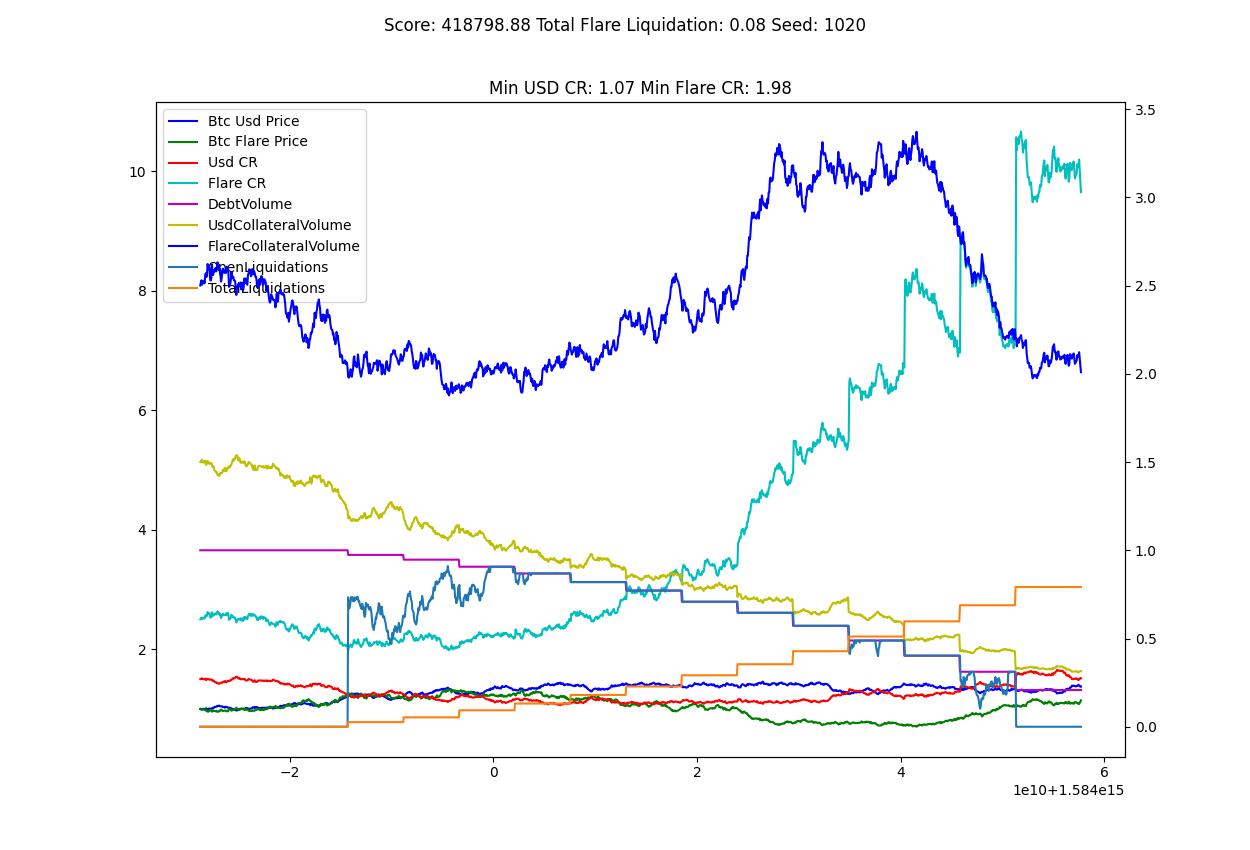 Score: 418798.88 Total Flare Liquidation: 0.08 Seed: 1020
Min USD CR: 1.07 Min Flare CR: 1.98
Btc Usd Price
Btc Flare Price
Usd CR
Flare CR
DebtVolume
UsdCollateralVolume
FlareCollateralVolume
OpenLiquidations
TotalLiquidations
10
8
6
4
2
3.5
3.0
2.5
2.0
1.5
1.0
0.5
0.0
−2
0
2
4
6
1e10+1.584e15